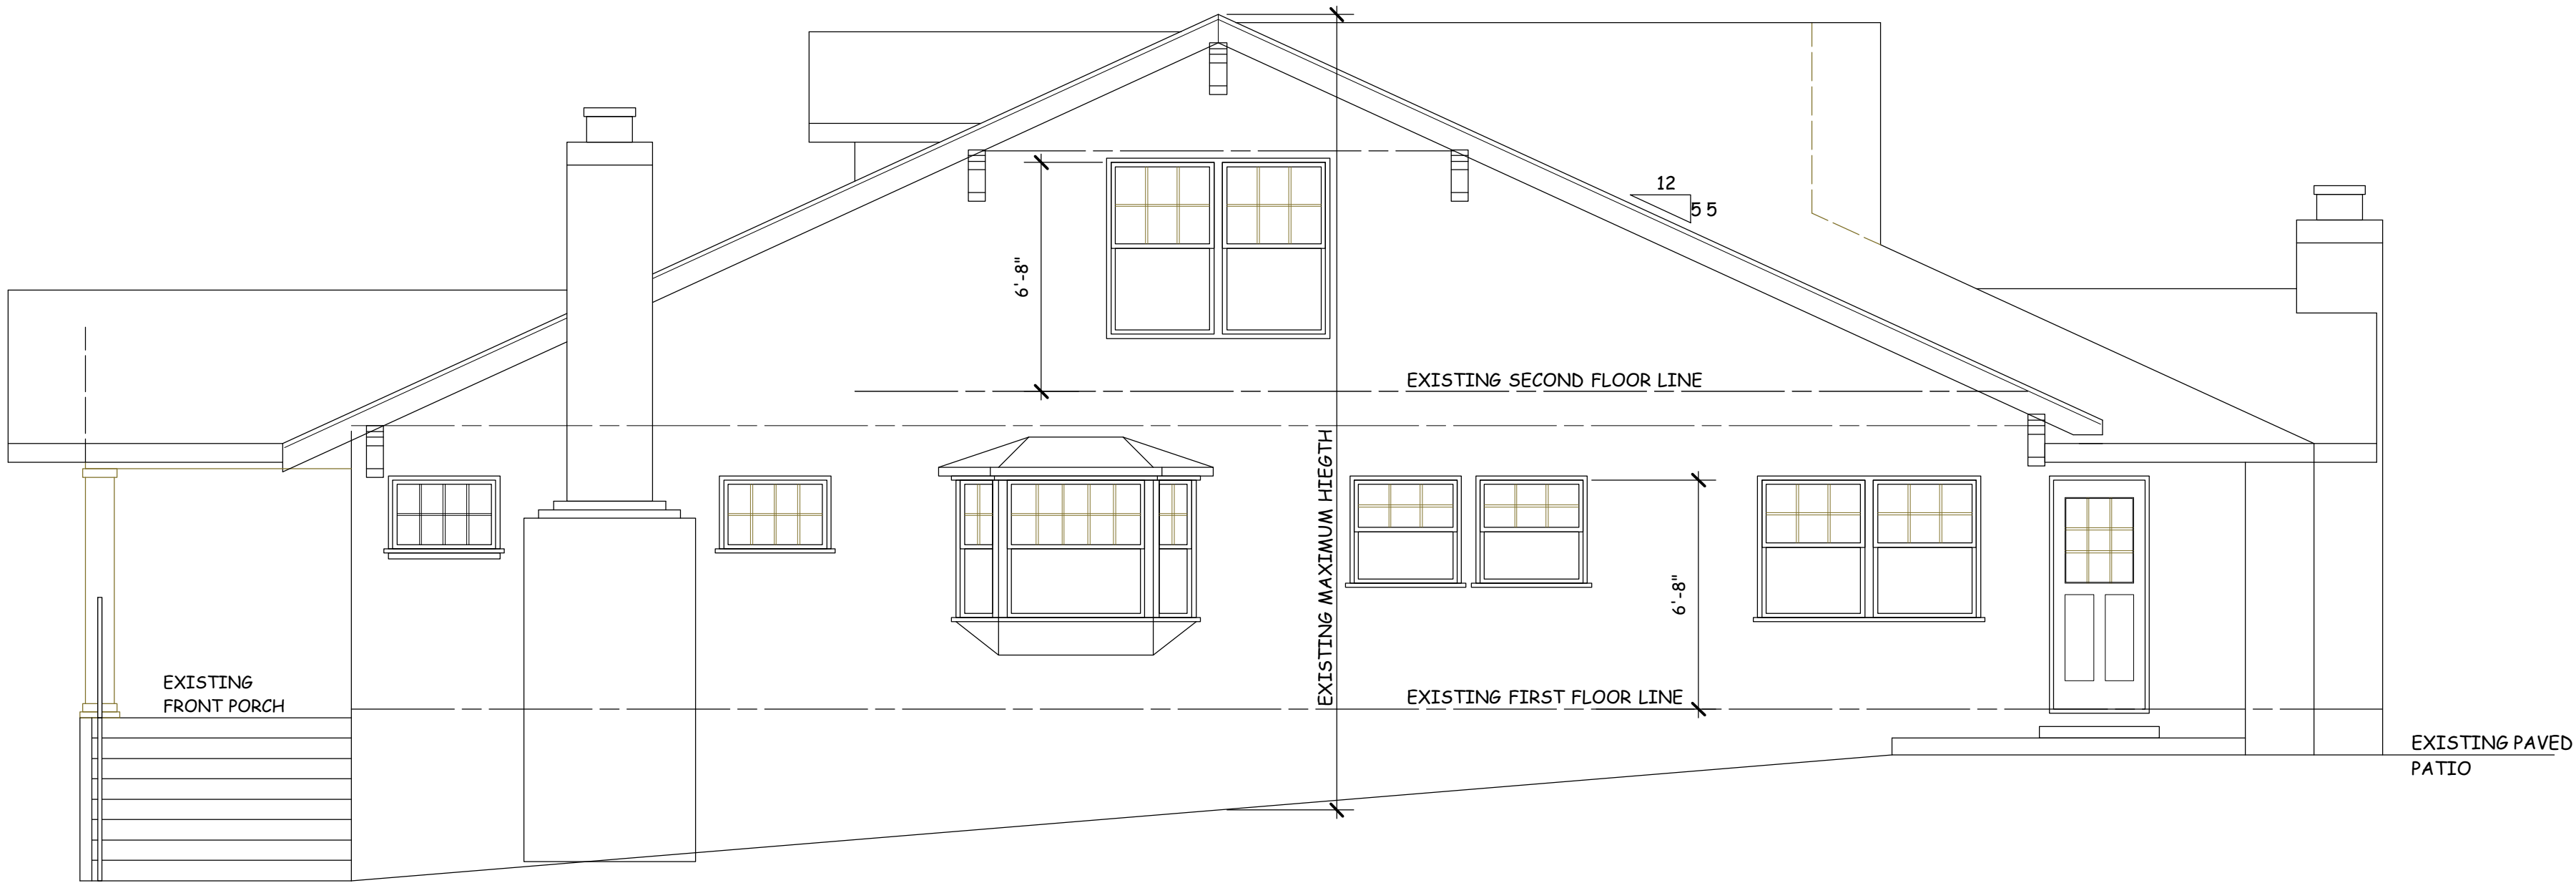 12
5 5
6'-8"
EXISTING SECOND FLOOR LINE
EXISTING MAXIMUM HIEGTH
6'-8"
EXISTING
FRONT PORCH
EXISTING FIRST FLOOR LINE
EXISTING PAVED
PATIO